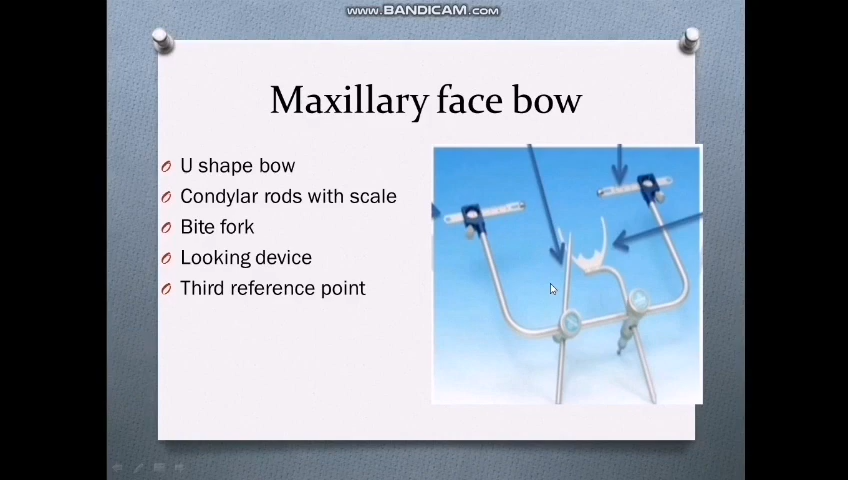 www.BANDICAM.com
Maxillary face bow
U shape bow
Condylar rods with scale
Bite fork
Looking device
Third reference point